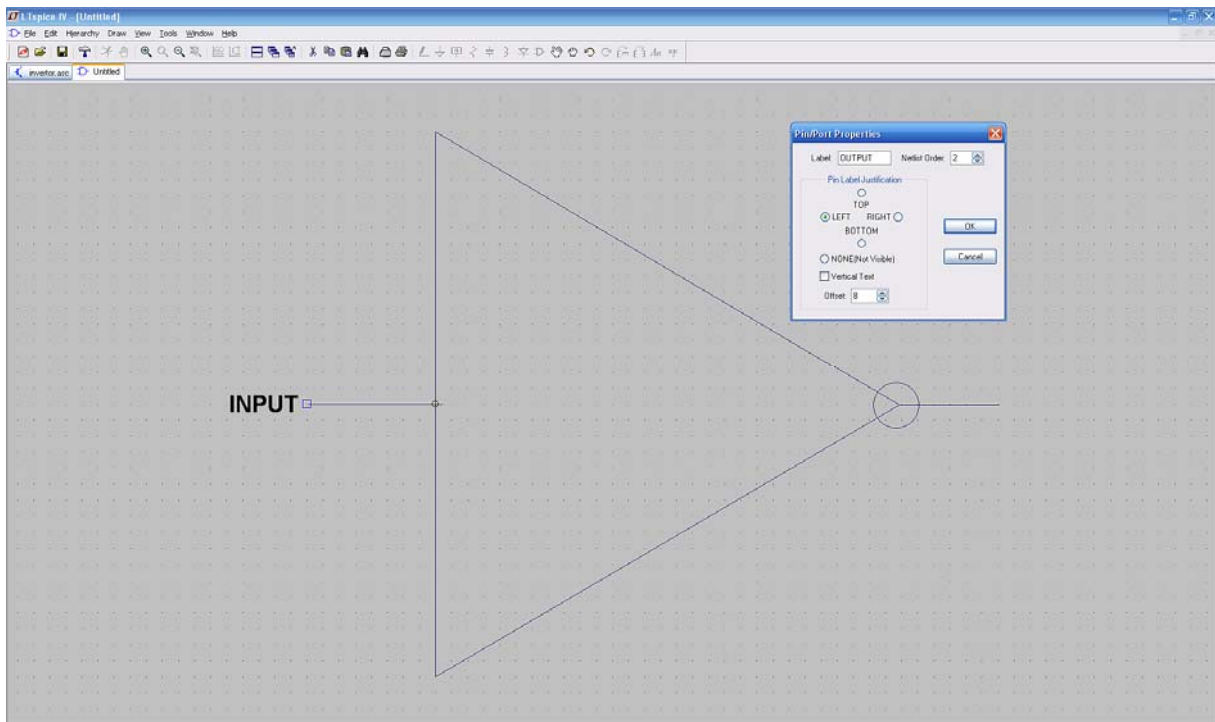 LTspice IV - [Untitled]
File Edit Hierarchy Draw View Tools Window Help
invertor.asc Untitled
Pin/Port Properties
Label: OUTPUT Netlist Order: 2
Pin Label Justification
TOP
LEFT RIGHT
BOTTOM
NONE(Not Visible)
Vertical Text
Offset: 8
OK
Cancel
INPUT